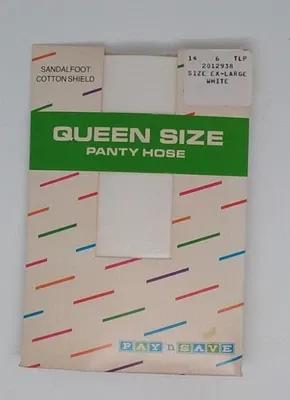 SANDALFOOT
COTTON SHIELD
14 6 TLP
2012938
SIZE EX-LARGE
WHITE
QUEEN SIZE
PANTY HOSE
PAY n SAVE